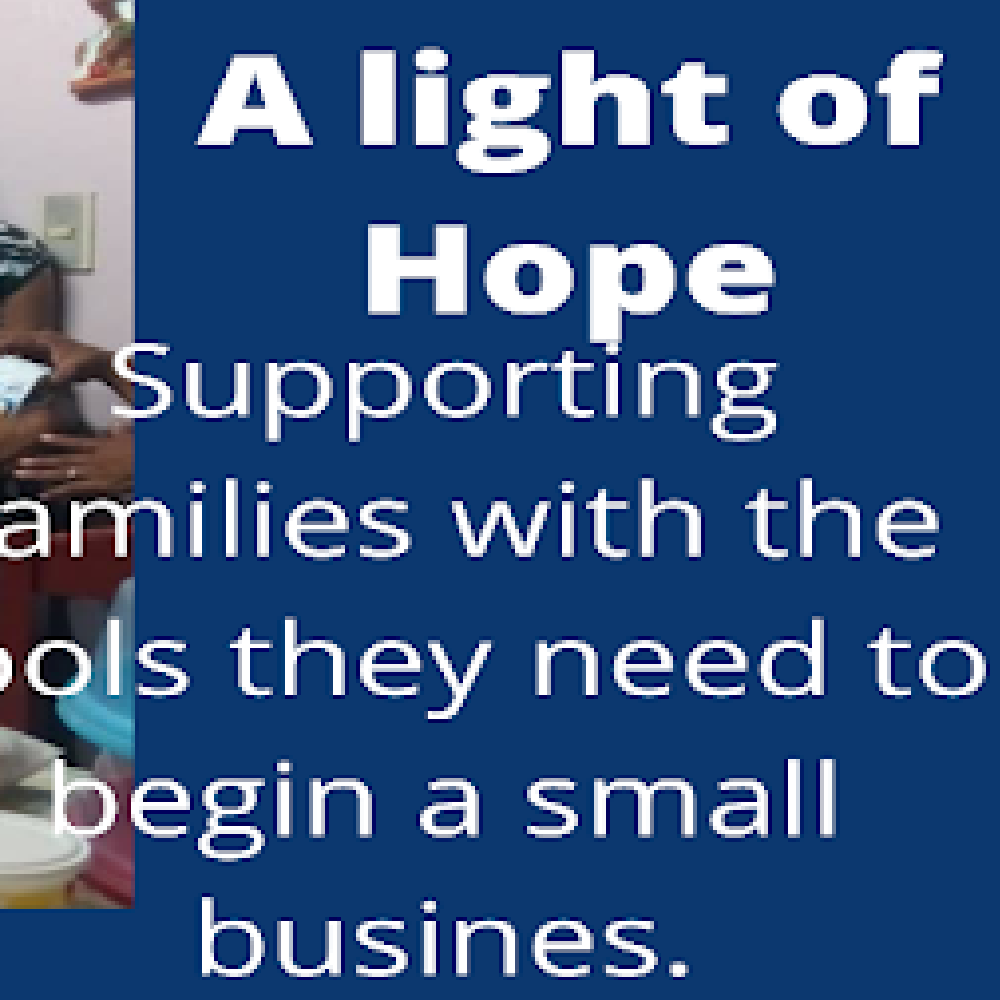 A light of
Hope
Supporting
amilies with the
ools they need to
begin a small
busines.